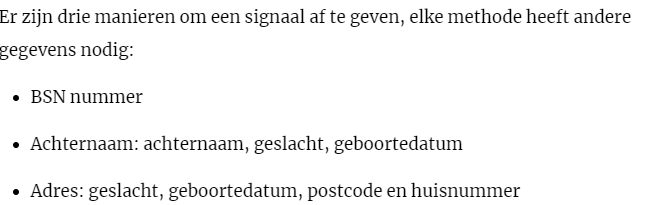 Er zijn drie manieren om een signaal af te geven, elke methode heeft andere
gegevens nodig:
• BSN nummer
• Achternaam: achternaam, geslacht, geboortedatum
• Adres: geslacht, geboortedatum, postcode en huisnummer